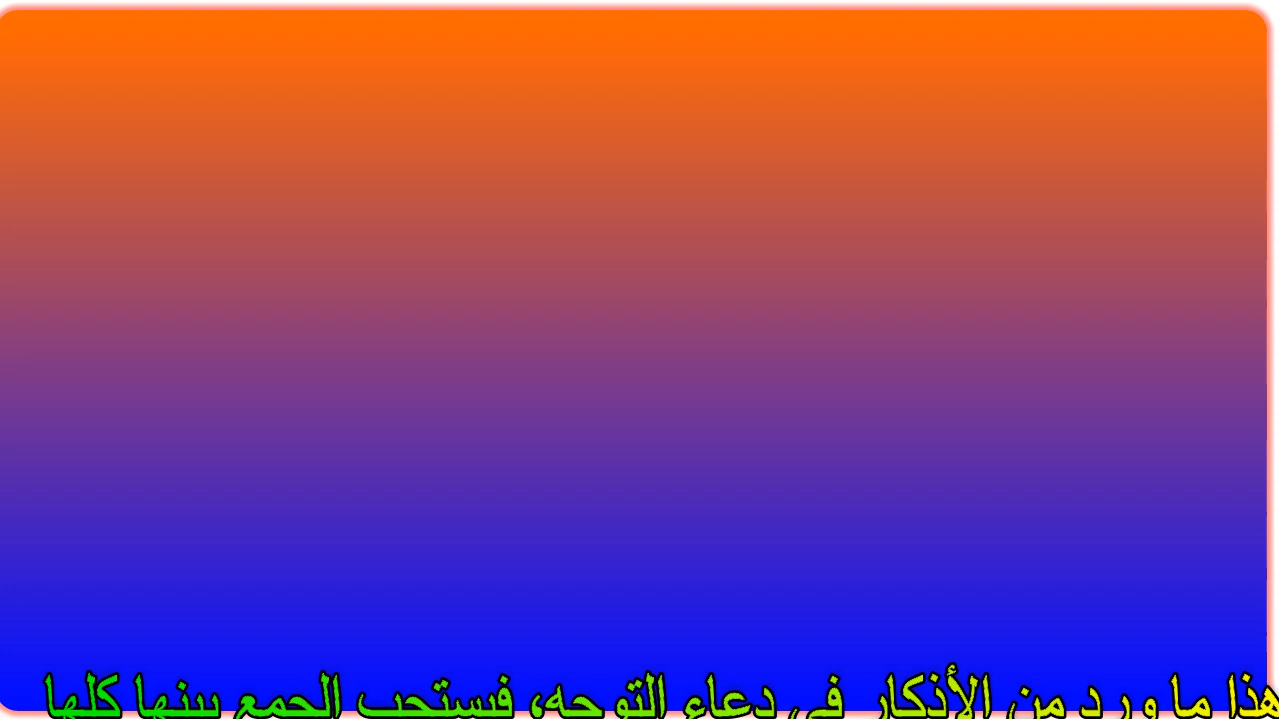 هذا ما ورد من الأذكار في دعاء التوجه، فيستحب الجمع بينها كلها